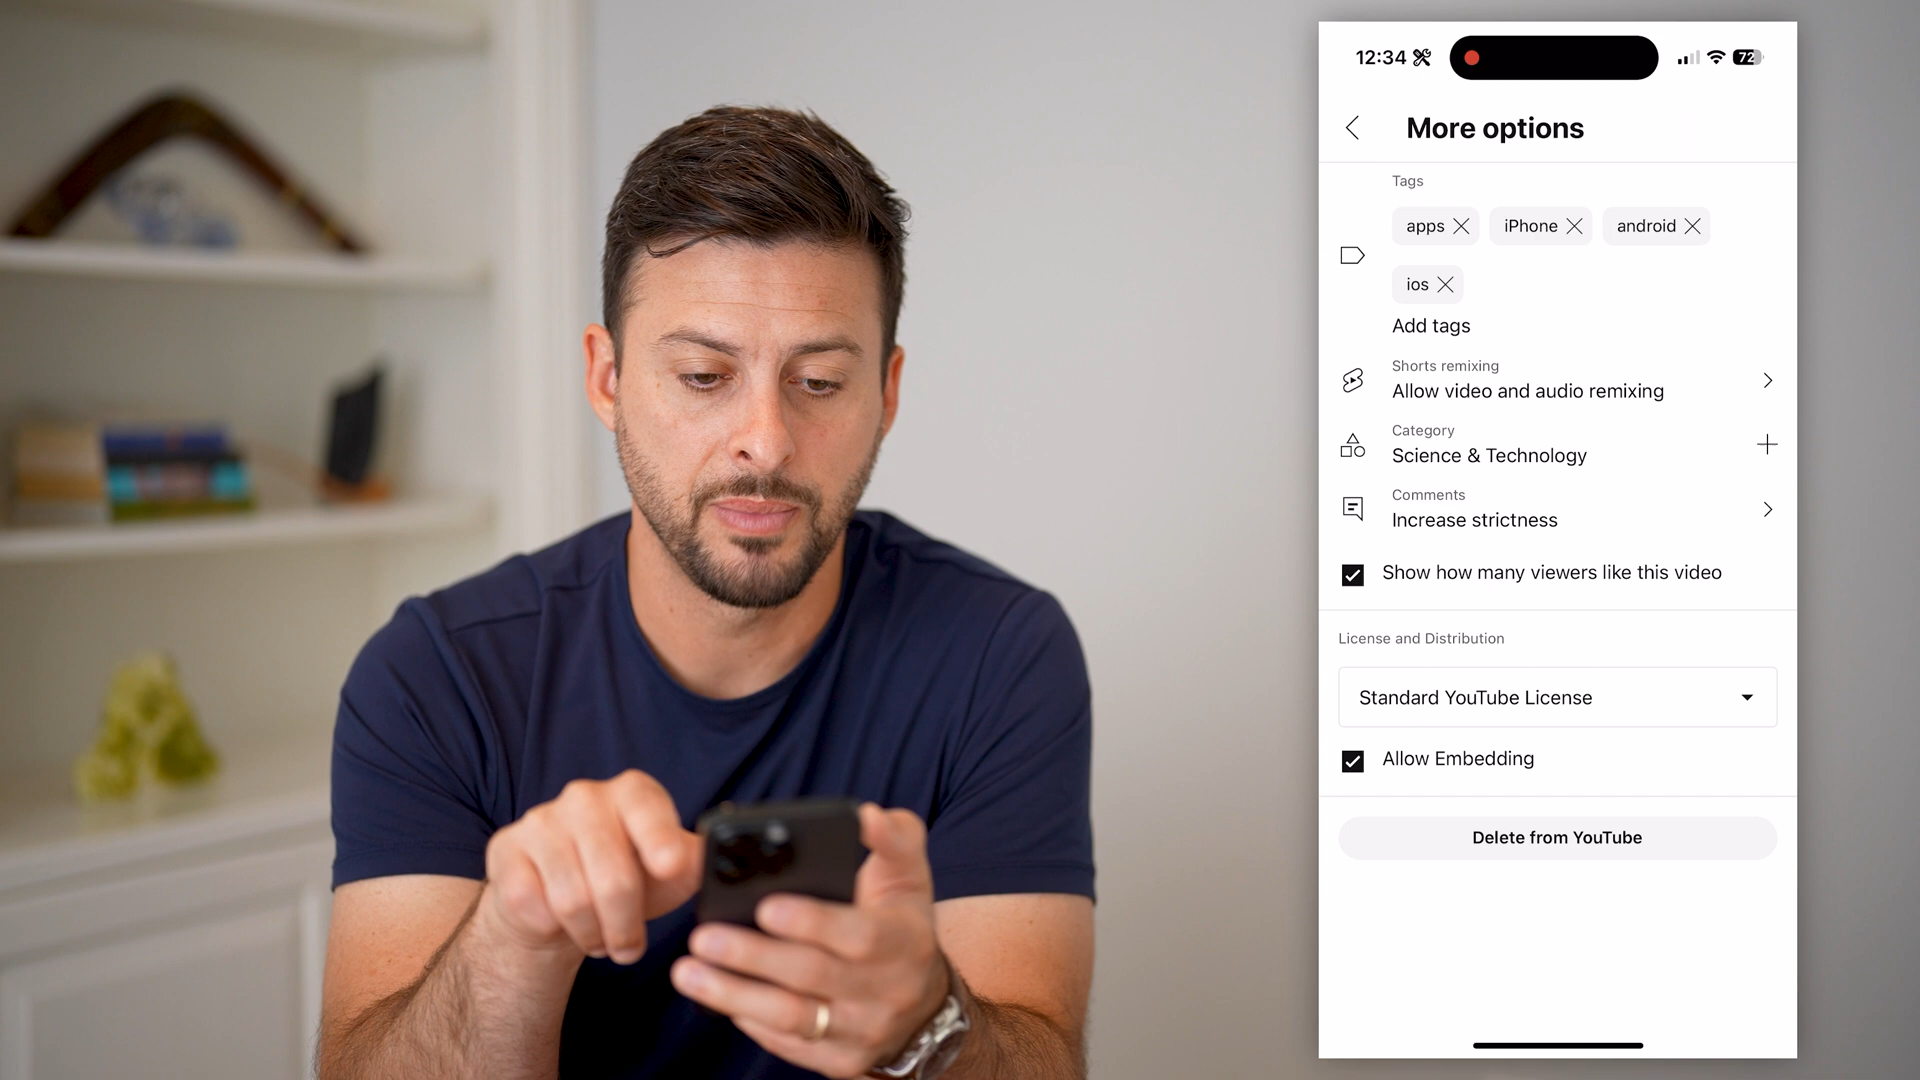 12:34
72
More options
Tags
apps
iPhone
android
ios
Add tags
Shorts remixing
Allow video and audio remixing
Category
Science & Technology
Comments
Increase strictness
Show how many viewers like this video
License and Distribution
Standard YouTube License
Allow Embedding
Delete from YouTube